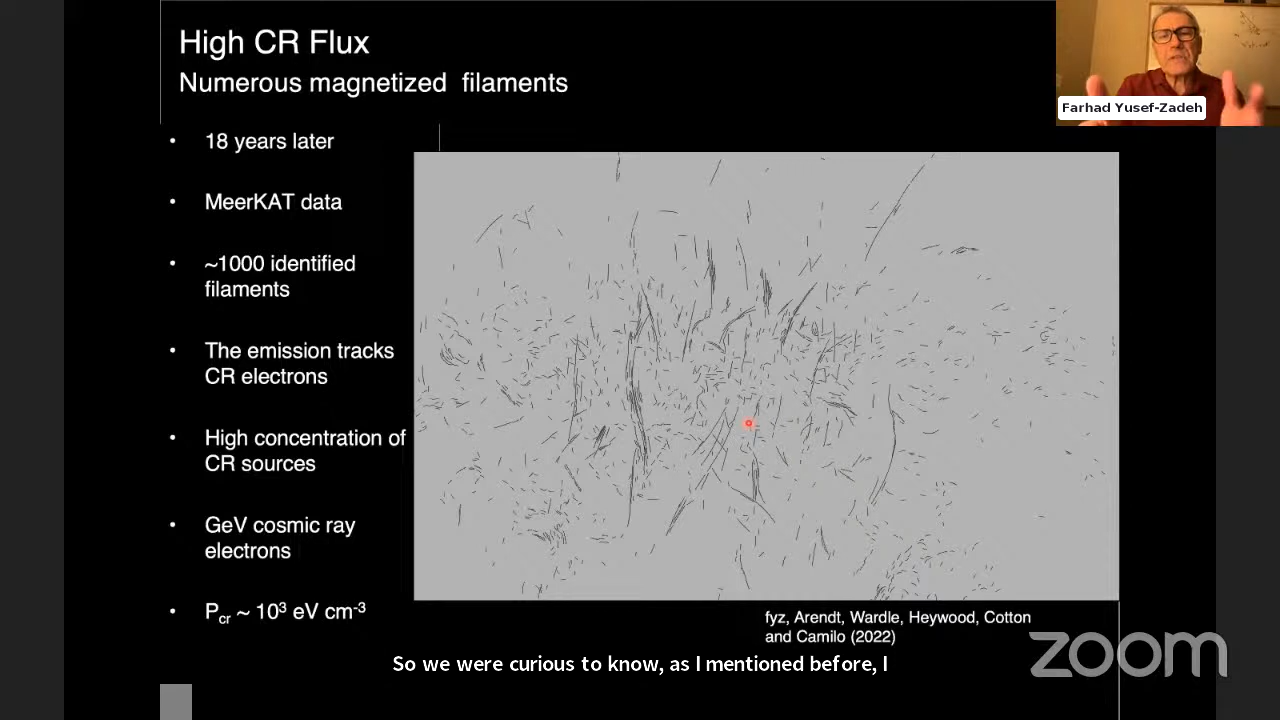 High CR Flux
Numerous magnetized filaments
Farhad Yusef-Zadeh
• 18 years later
• MeerKAT data
• ~1000 identified
filaments
• The emission tracks
CR electrons
• High concentration of
CR sources
• GeV cosmic ray
electrons
• Pcr ~ 10³ eV cm⁻³
fyz, Arendt, Wardle, Heywood, Cotton
and Camilo (2022)
So we were curious to know, as I mentioned before, I
zoom